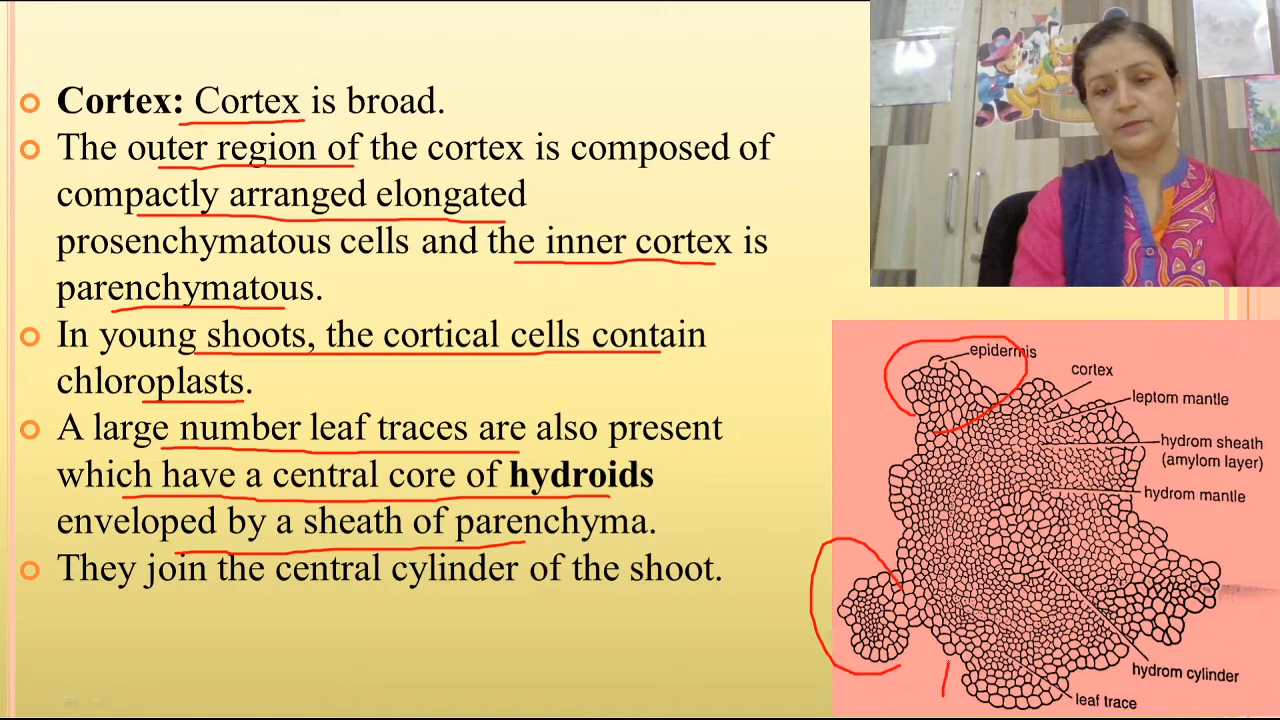 Cortex: Cortex is broad.
The outer region of the cortex is composed of
compactly arranged elongated
prosenchymatous cells and the inner cortex is
parenchymatous.
In young shoots, the cortical cells contain
chloroplasts.
A large number leaf traces are also present
which have a central core of hydroids
enveloped by a sheath of parenchyma.
They join the central cylinder of the shoot.
epidermis
cortex
leptom mantle
hydrom sheath
(amylom layer)
hydrom mantle
hydrom cylinder
leaf trace